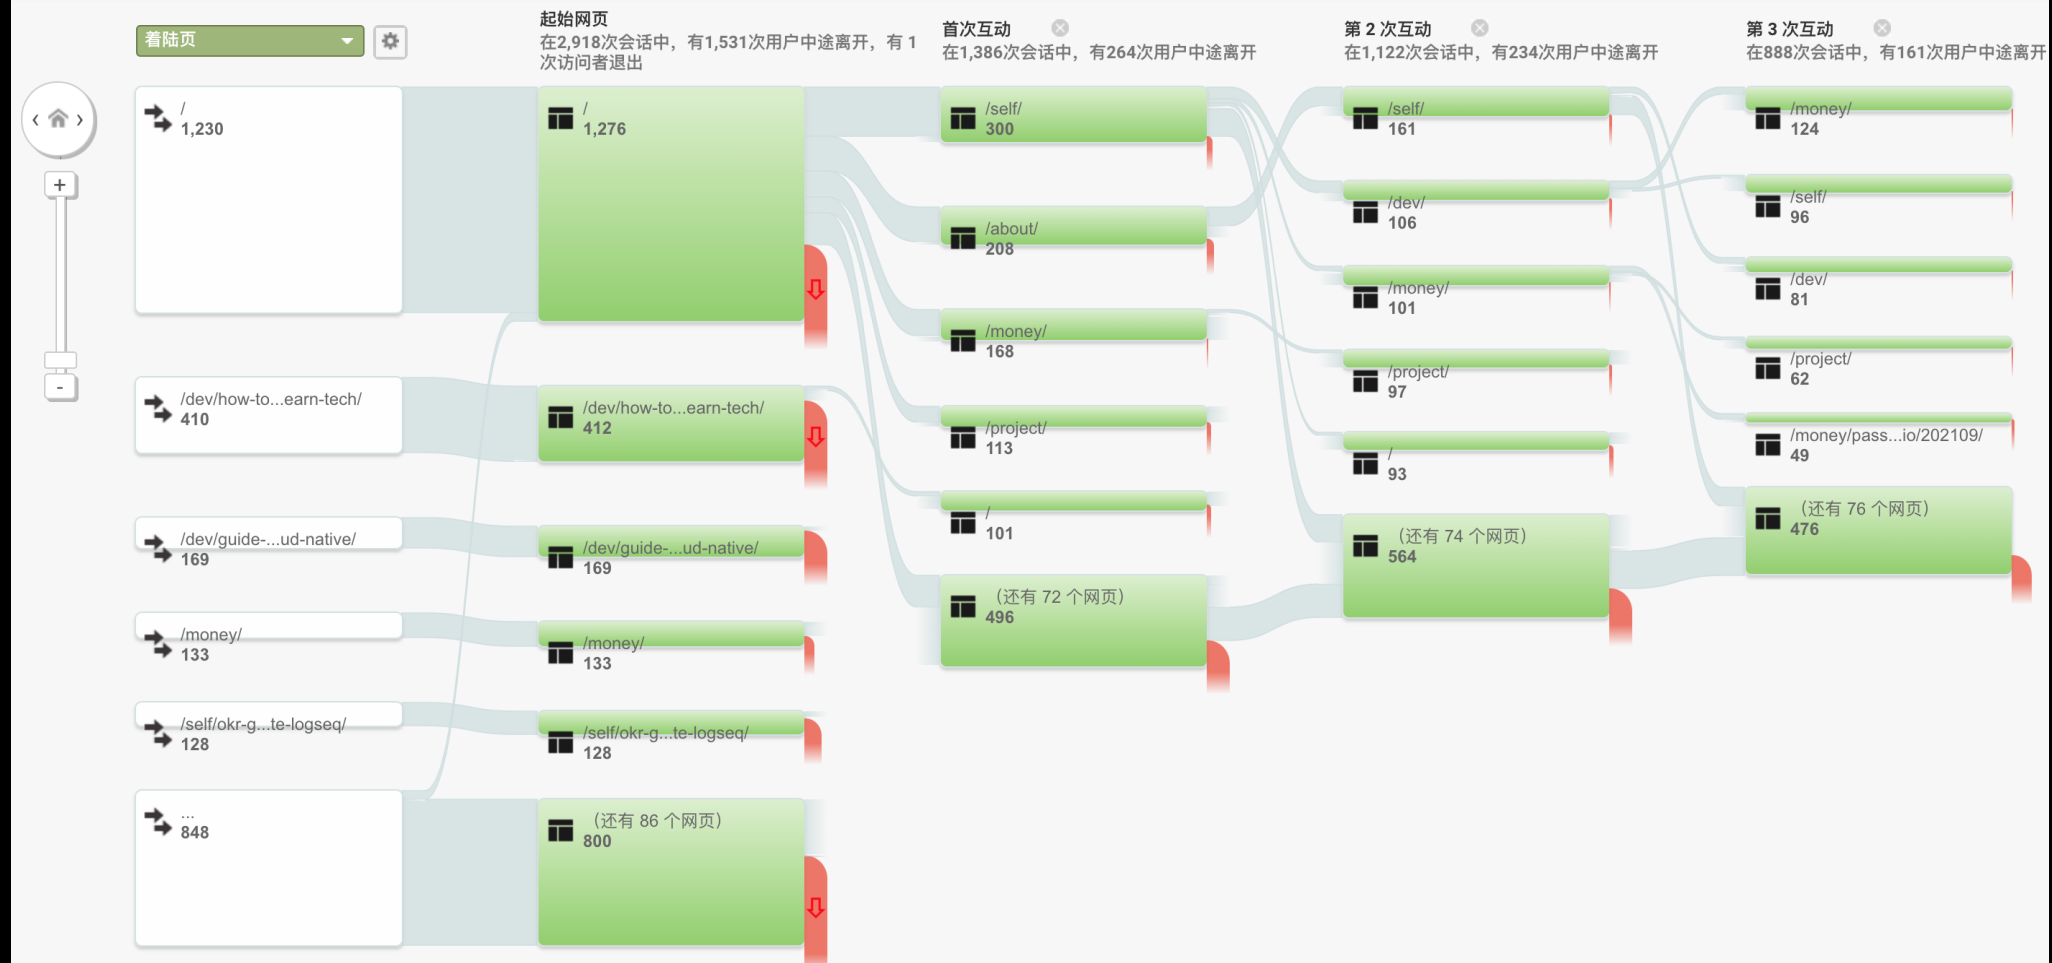 着陆页
起始网页
在2,918次会话中，有1,531次用户中途离开，有 1
次访问者退出
首次互动
在1,386次会话中，有264次用户中途离开
第 2 次互动
在1,122次会话中，有234次用户中途离开
第 3 次互动
在888次会话中，有161次用户中途离开
+
-
/
1,230
/dev/how-to...earn-tech/
410
/dev/guide-...ud-native/
169
/money/
133
/self/okr-g...te-logseq/
128
...
848
/
1,276
/dev/how-to...earn-tech/
412
/dev/guide-...ud-native/
169
/money/
133
/self/okr-g...te-logseq/
128
（还有 86 个网页）
800
/self/
300
/about/
208
/money/
168
/project/
113
/
101
（还有 72 个网页）
496
/self/
161
/dev/
106
/money/
101
/project/
97
/
93
（还有 74 个网页）
564
/money/
124
/self/
96
/dev/
81
/project/
62
/money/pass...io/202109/
49
（还有 76 个网页）
476